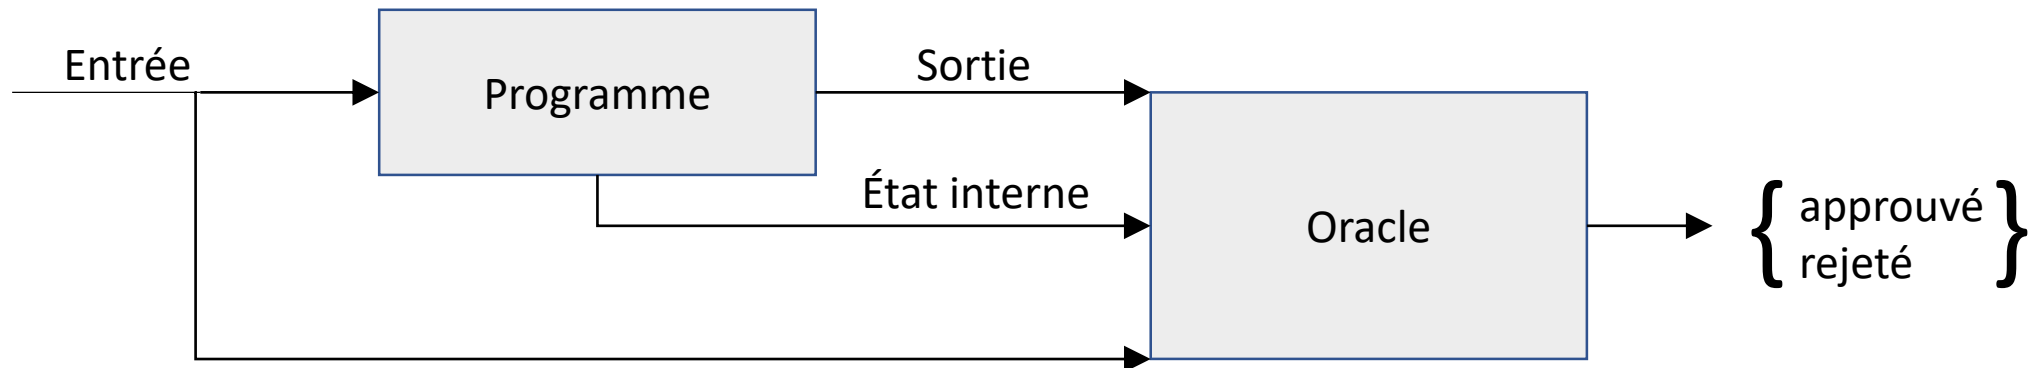 Entrée
Programme
Sortie
État interne
Oracle
{ approuvé }
rejeté